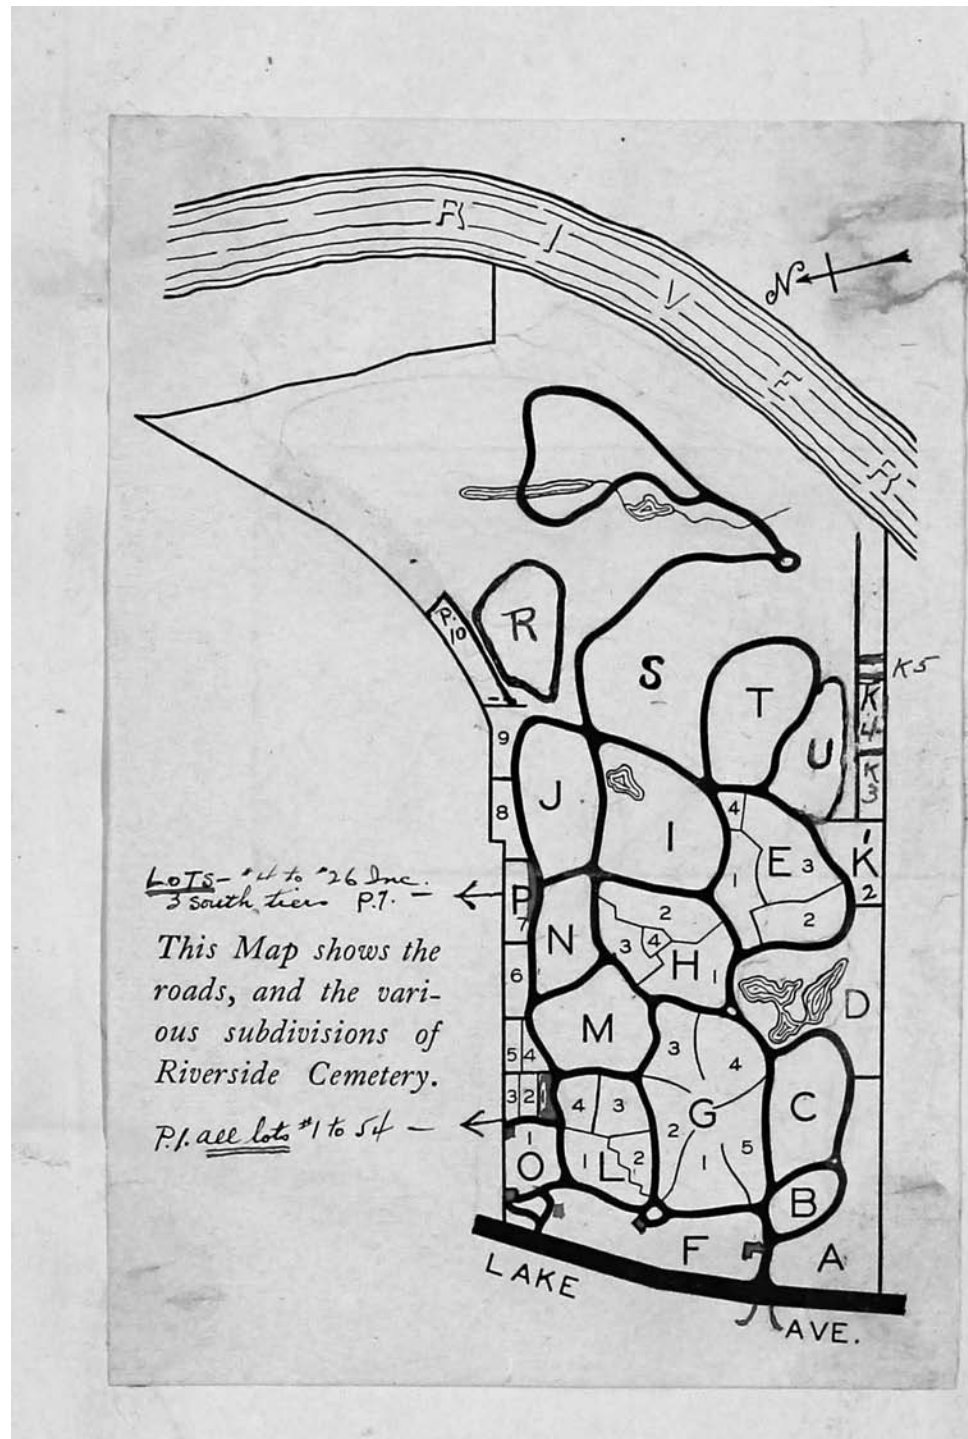 R I V E R
N
P. 10
R
S
T
U
K5
K 4
K 3
9
J
I
4
E 3
1
2
K 1
2
8
LOTS- #4 to #26 Inc.
3 South tiers P.7. -
P 7
N
2
3 4 H 1
This Map shows the
roads, and the vari-
ous subdivisions of
Riverside Cemetery.
6
D
M
3 4
5 4
3 2 1
4 3
G
C
2 1 5
P.1. all lots #1 to 54 -
1
O
1 L 2
B
F
A
LAKE AVE.